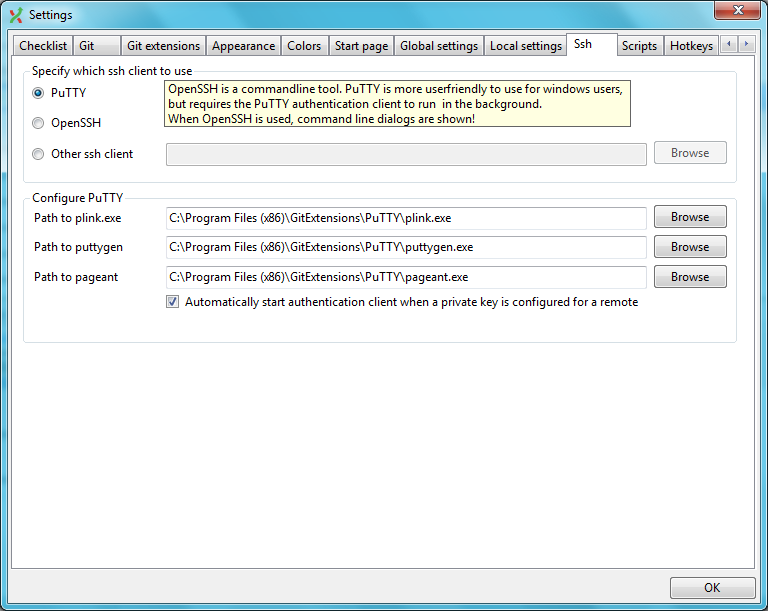 Settings
Checklist Git Git extensions Appearance Colors Start page Global settings Local settings Ssh Scripts Hotkeys
Specify which ssh client to use
PuTTY
OpenSSH is a commandline tool. PuTTY is more userfriendly to use for windows users,
but requires the PuTTY authentication client to run in the background.
When OpenSSH is used, command line dialogs are shown!
OpenSSH
Other ssh client Browse
Configure PuTTY
Path to plink.exe C:\Program Files (x86)\GitExtensions\PuTTY\plink.exe Browse
Path to puttygen C:\Program Files (x86)\GitExtensions\PuTTY\puttygen.exe Browse
Path to pageant C:\Program Files (x86)\GitExtensions\PuTTY\pageant.exe Browse
Automatically start authentication client when a private key is configured for a remote
OK